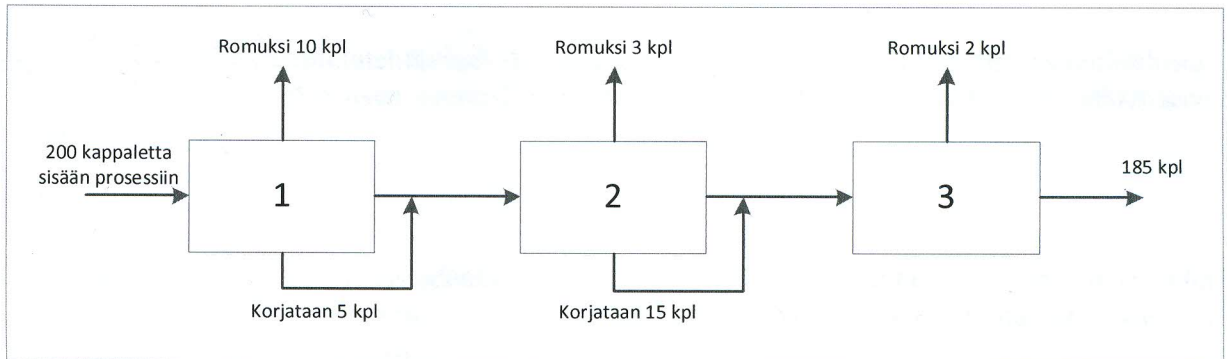 Romuksi 10 kpl
Romuksi 3 kpl
Romuksi 2 kpl
200 kappaletta
sisään prosessiin
1
2
3
185 kpl
Korjataan 5 kpl
Korjataan 15 kpl